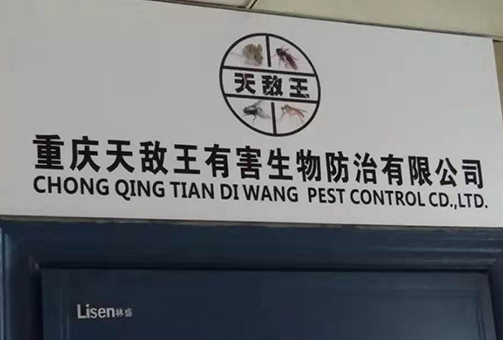 天敌王
重庆天敌王有害生物防治有限公司
CHONG QING TIAN DI WANG PEST CONTROL CD.,LTD.
Lisen林盛